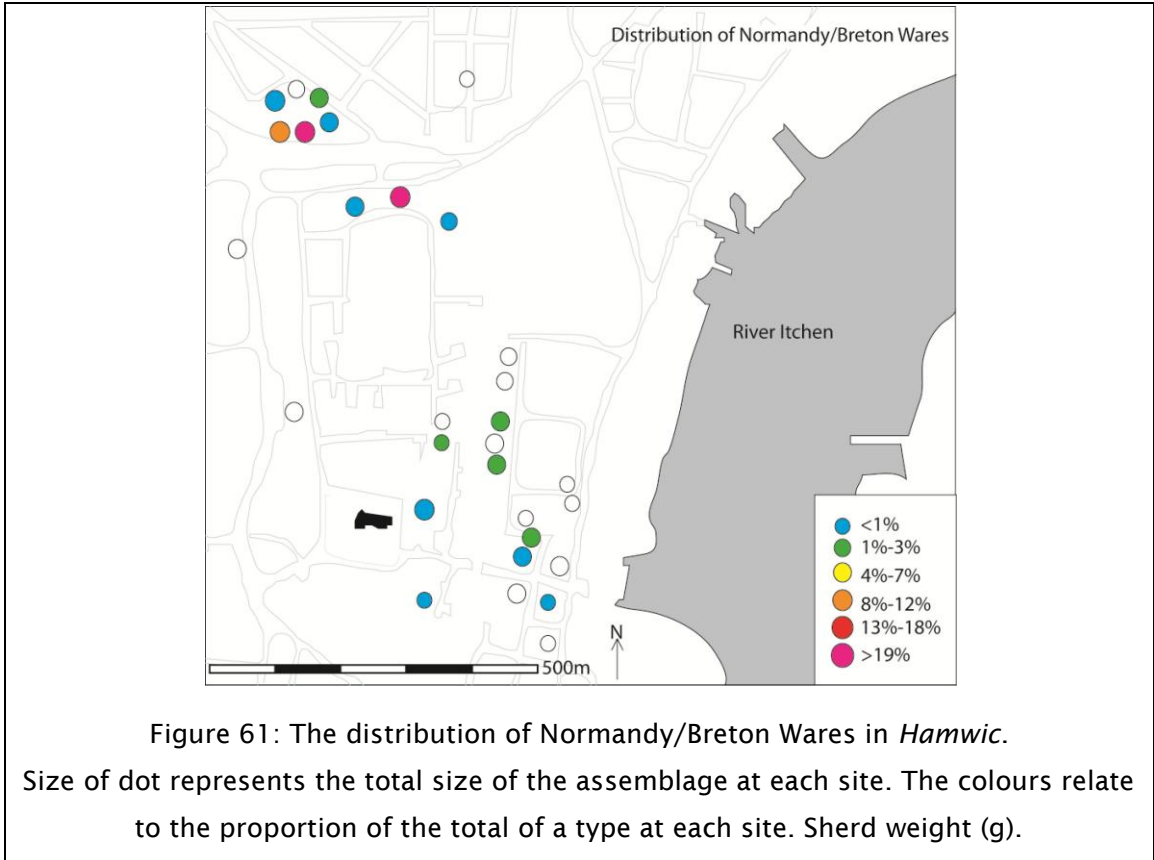 Distribution of Normandy/Breton Wares
River Itchen
<1%
1%-3%
4%-7%
8%-12%
13%-18%
>19%
N
500m
Figure 61: The distribution of Normandy/Breton Wares in Hamwic.
Size of dot represents the total size of the assemblage at each site. The colours relate
to the proportion of the total of a type at each site. Sherd weight (g).